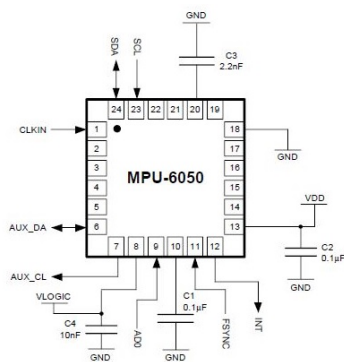 GND
SDA
SCL
C3
2.2nF
24 23 22 21 20 19
CLKIN
1
18
2
17
GND
3
16
MPU-6050
4
15
5
14
VDD
AUX_DA
6
13
7 8 9 10 11 12
C2
0.1µF
AUX_CL
VLOGIC
C1
0.1µF
GND
C4
10nF
AD0
FSYNC
INT
GND
GND